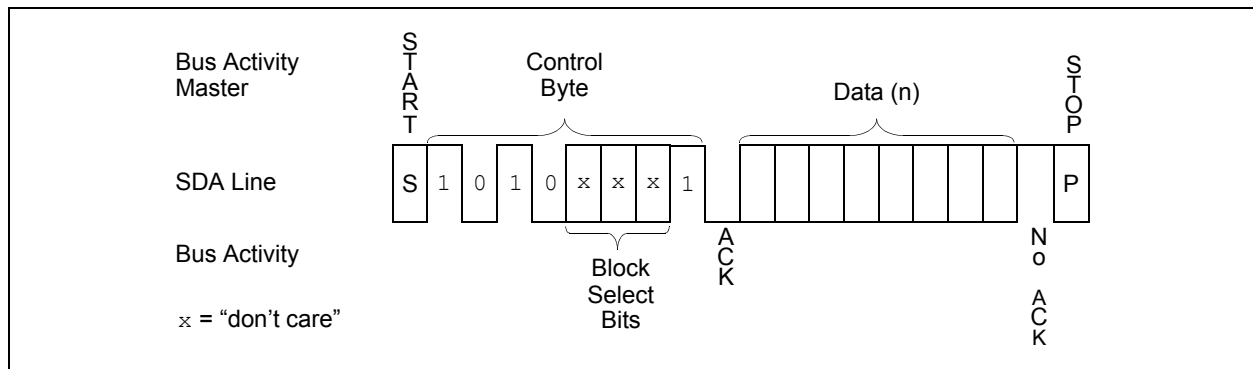 Bus Activity
Master
START
Control
Byte
Data (n)
STOP
SDA Line
S 1 0 1 0 x x x 1 P
Bus Activity
ACK
No ACK
Block
Select
Bits
x = “don’t care”